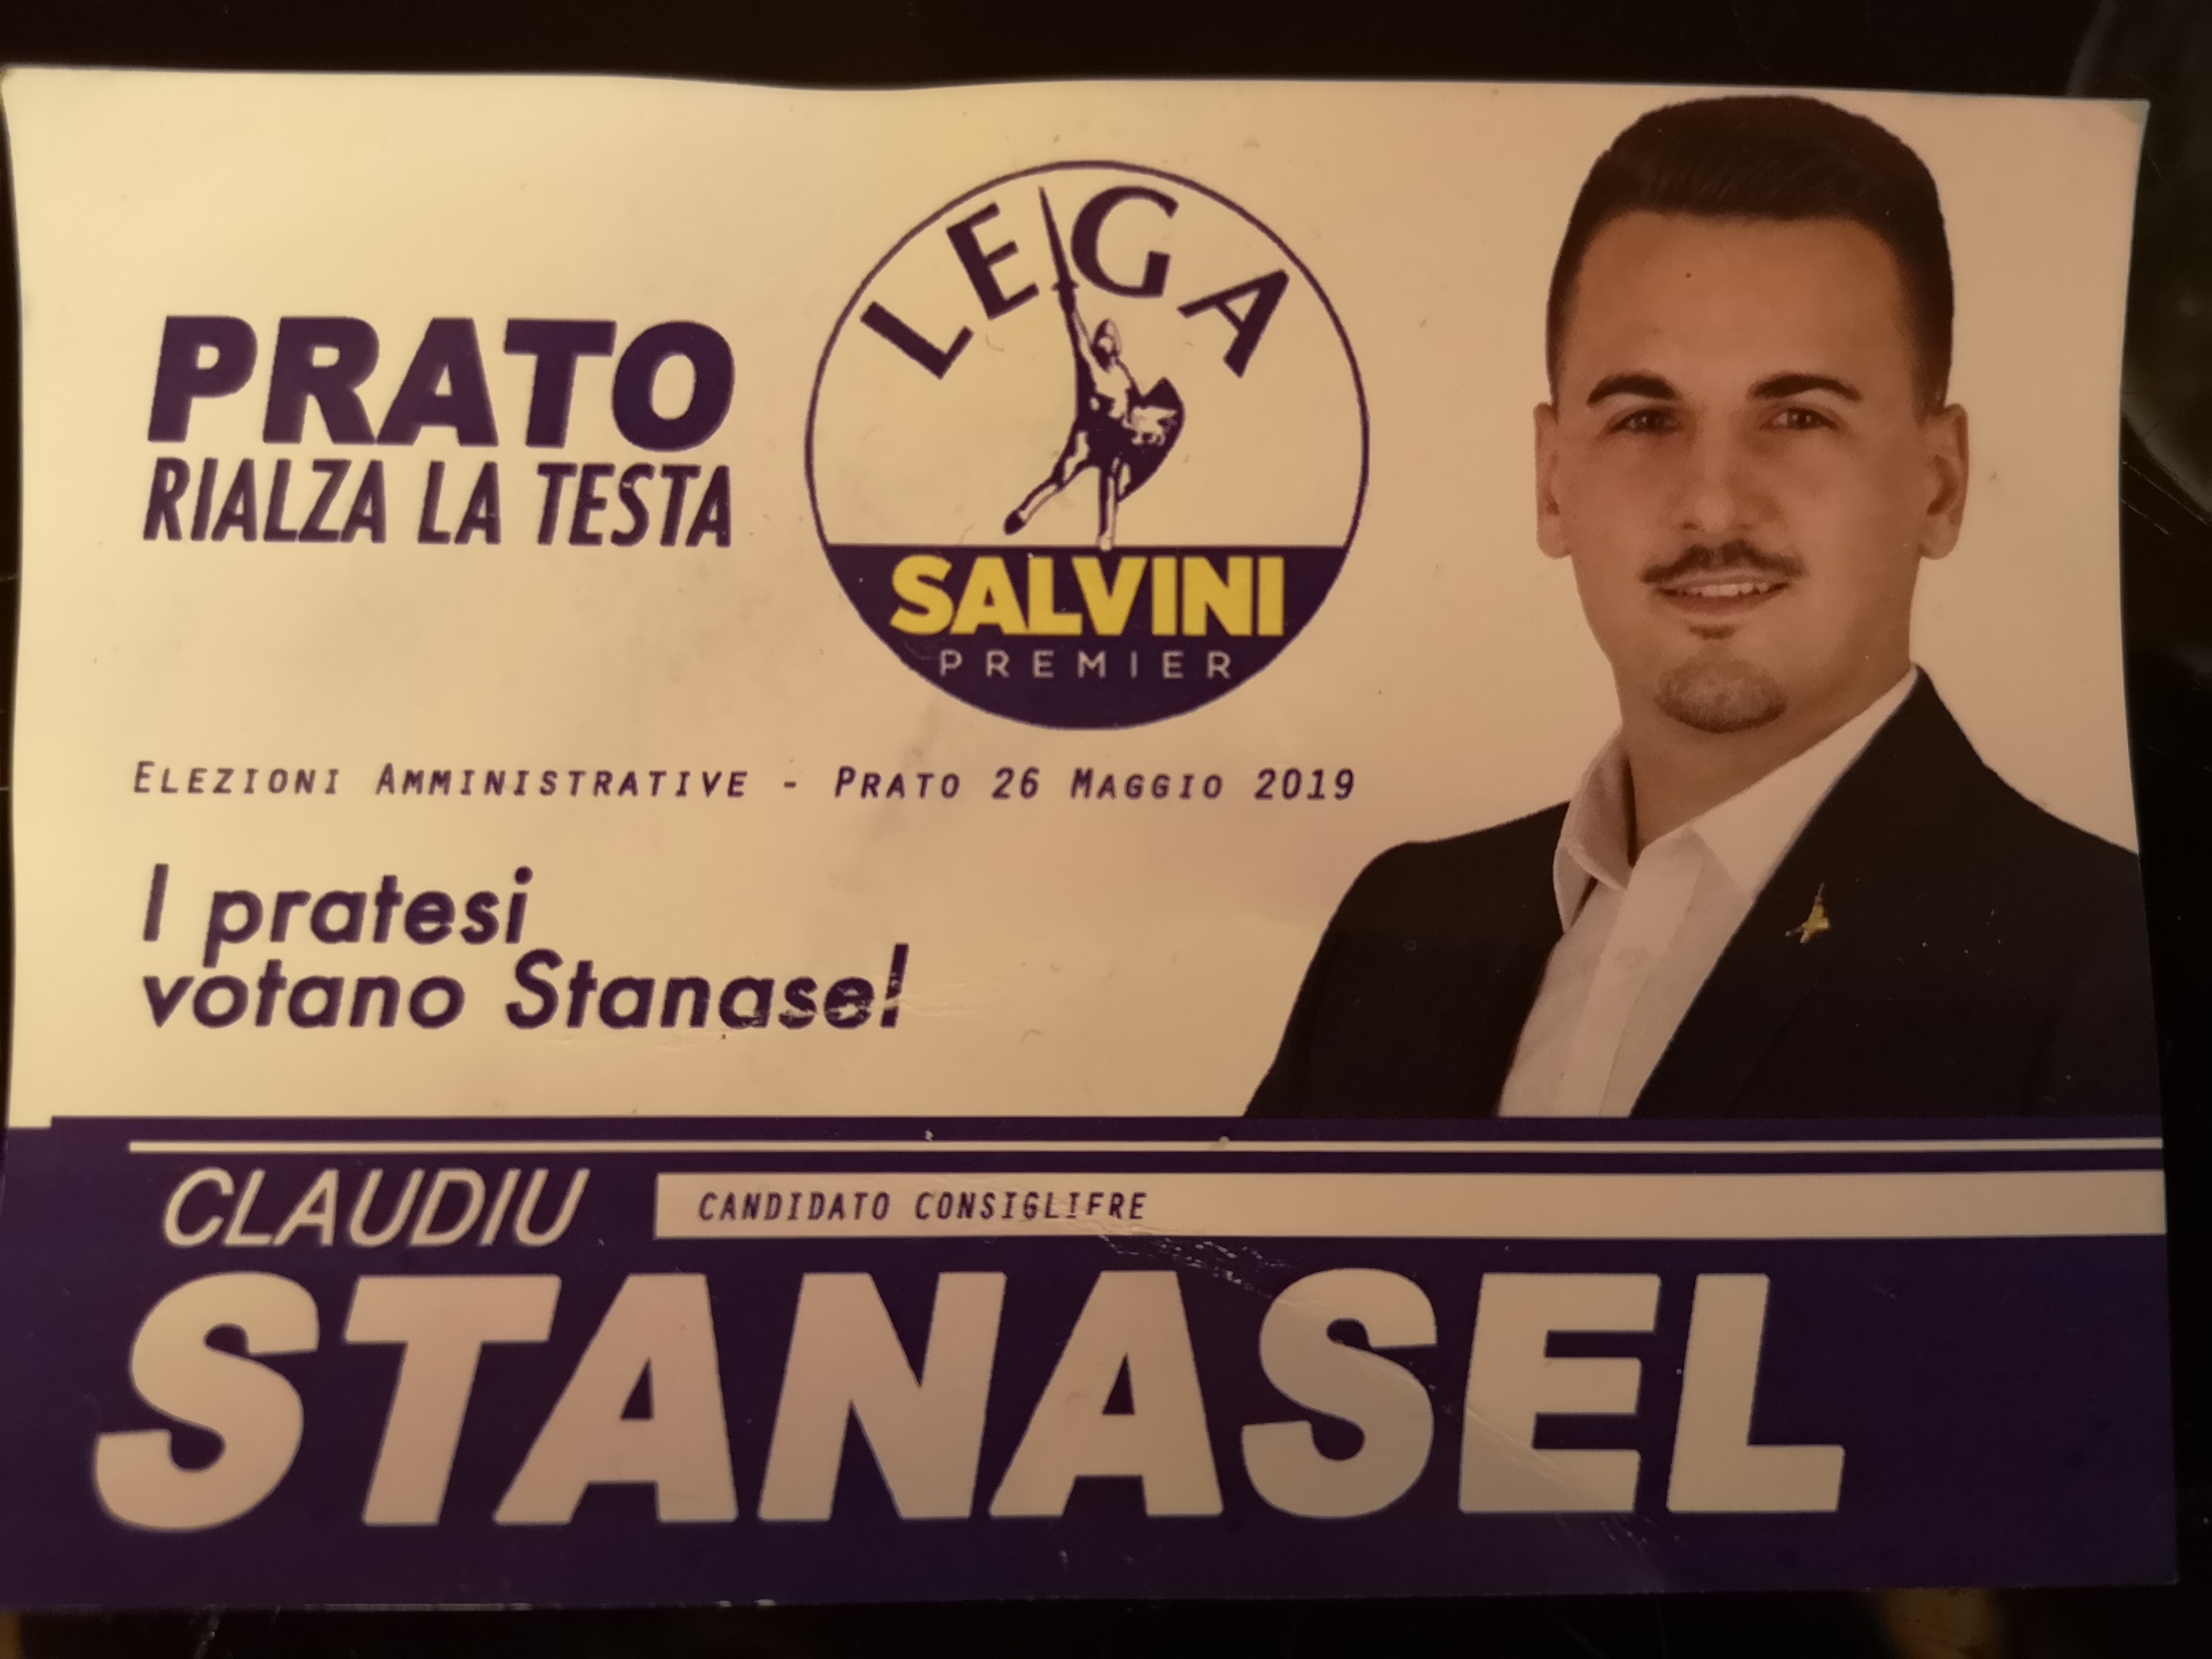 PRATO
RIALZA LA TESTA
LEGA
SALVINI
PREMIER
ELEZIONI AMMINISTRATIVE - PRATO 26 MAGGIO 2019
I pratesi
votano Stanasel
CLAUDIU
CANDIDATO CONSIGLIERE
STANASEL